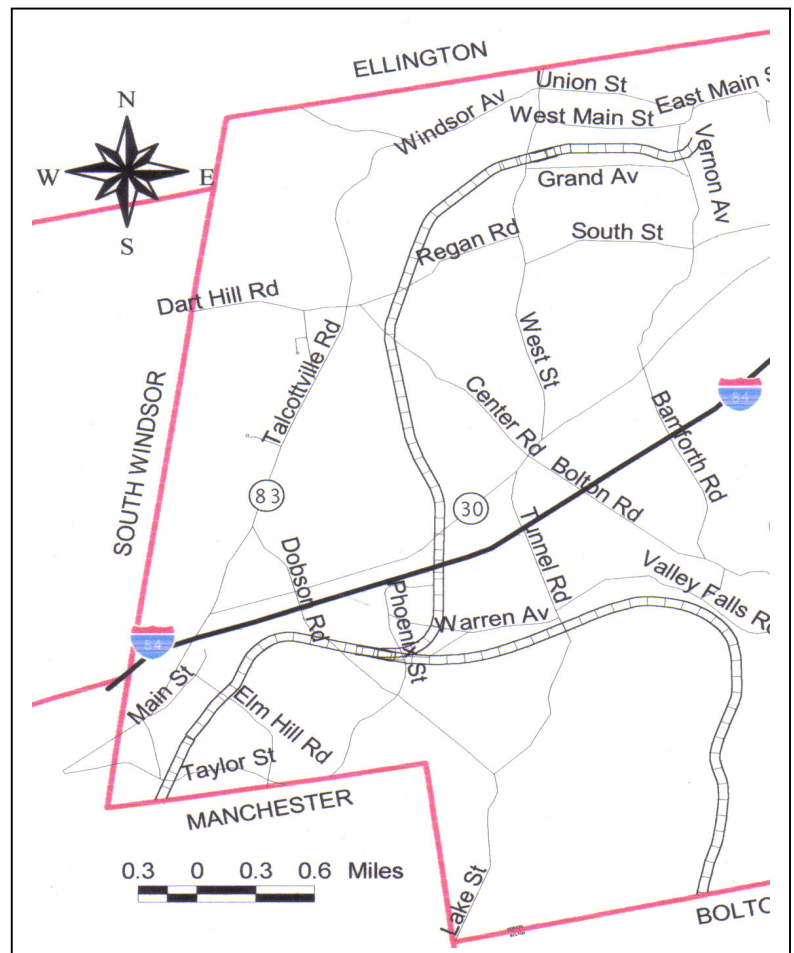 ELLINGTON
Union St
East Main S
Windsor Av
West Main St
N
Vernon Av
W
E
Grand Av
S
Regan Rd
South St
Dart Hill Rd
West St
Talcottville Rd
Center Rd
84
Bamforth Rd
SOUTH WINDSOR
Bolton Rd
83
30
Tunnel Rd
Dobson Rd
Phoenix St
Valley Falls Rd
Warren Av
84
Main St
Elm Hill Rd
Taylor St
MANCHESTER
0.3 0 0.3 0.6 Miles
Lake St
BOLTO